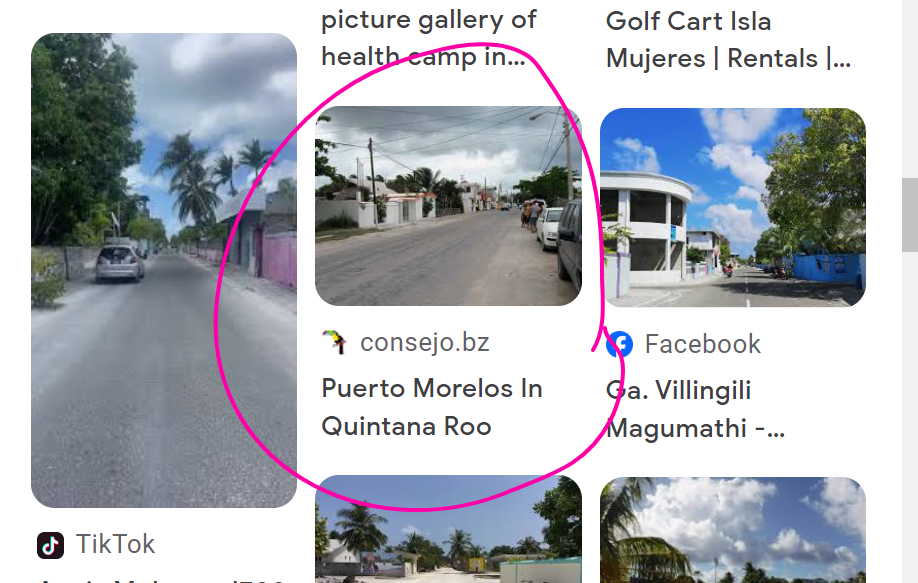 picture gallery of
health camp in...
Golf Cart Isla
Mujeres | Rentals |...
consejo.bz
Puerto Morelos In
Quintana Roo
Facebook
Ga. Villingili
Magumathi -...
TikTok